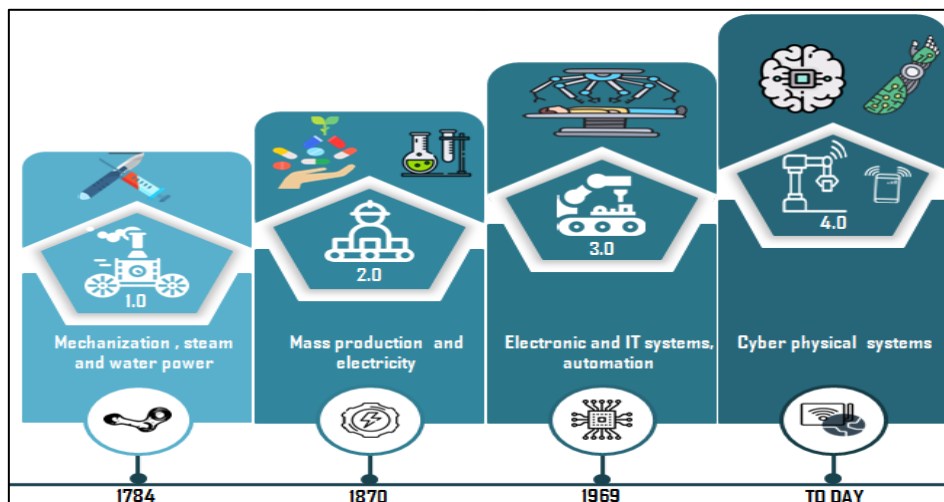 1.0
Mechanization , steam
and water power
1784
2.0
Mass production and
electricity
1870
3.0
Electronic and IT systems,
automation
1969
4.0
Cyber physical systems
TO DAY